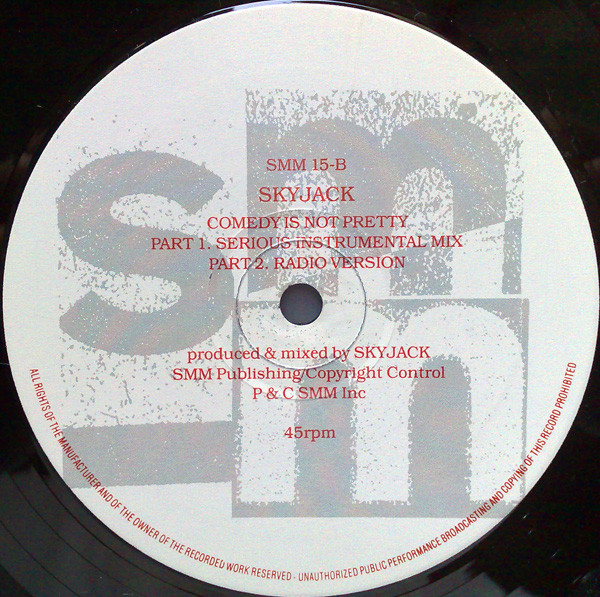 smm
SMM 15-B
SKYJACK
COMEDY IS NOT PRETTY
PART 1. SERIOUS INSTRUMENTAL MIX
PART 2. RADIO VERSION
produced & mixed by SKYJACK
SMM Publishing/Copyright Control
P & C SMM Inc
45rpm
ALL RIGHTS OF THE MANUFACTURER AND OF THE OWNER OF THE RECORDED WORK RESERVED - UNAUTHORIZED PUBLIC PERFORMANCE BROADCASTING AND COPYING OF THIS RECORD PROHIBITED